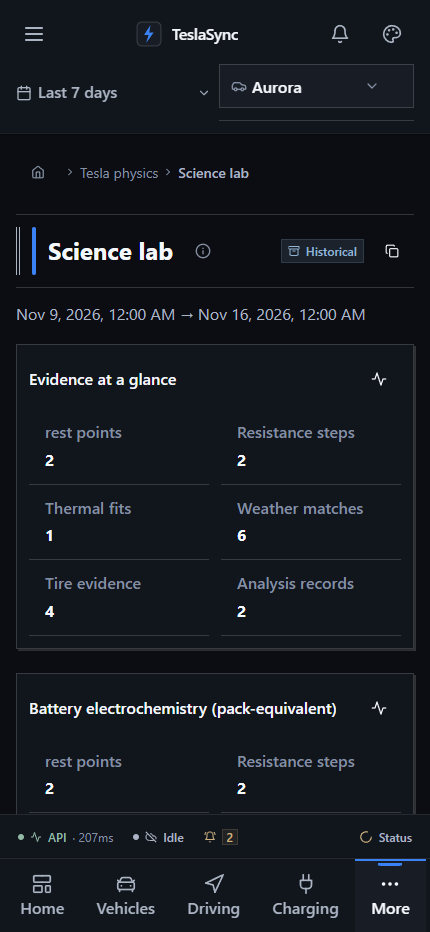 TeslaSync
Last 7 days
Aurora
Tesla physics
Science lab
Science lab
Historical
Nov 9, 2026, 12:00 AM → Nov 16, 2026, 12:00 AM
Evidence at a glance
rest points Resistance steps
2 2
Thermal fits Weather matches
1 6
Tire evidence Analysis records
4 2
Battery electrochemistry (pack-equivalent)
rest points Resistance steps
2 2
API · 207ms Idle 2 Status
Home Vehicles Driving Charging More